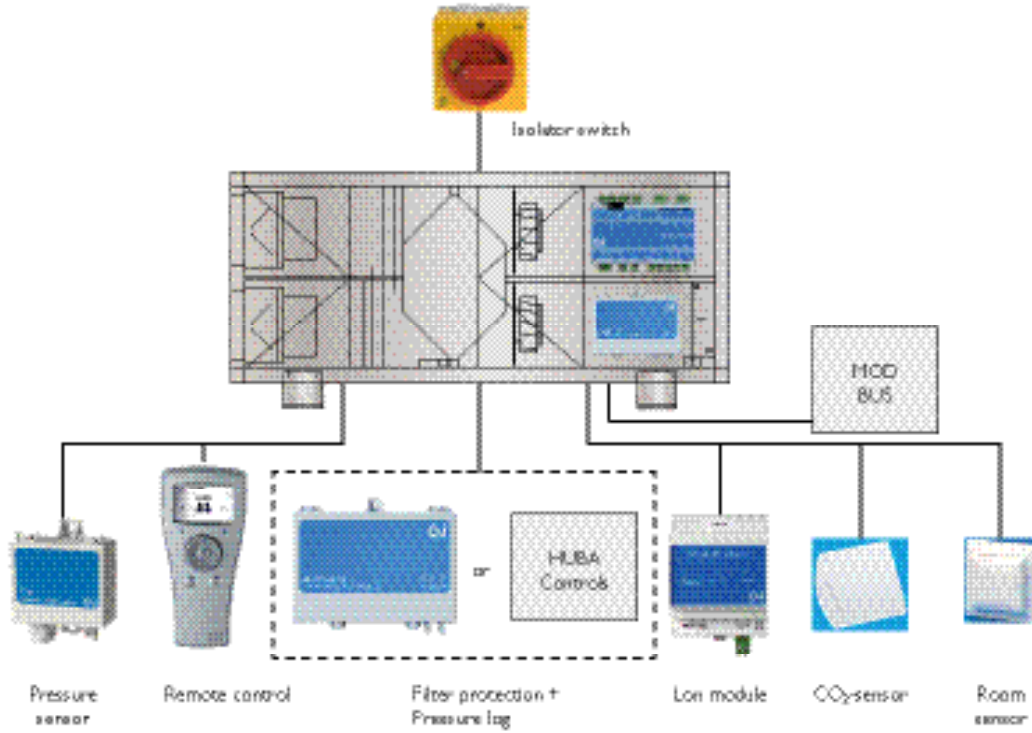 Isolator switch
MOD
BUS
or
HUBA
Controls
Pressure
sensor
Remote control
Filter protection +
Pressure log
Lon module
CO₂-sensor
Room
sensor